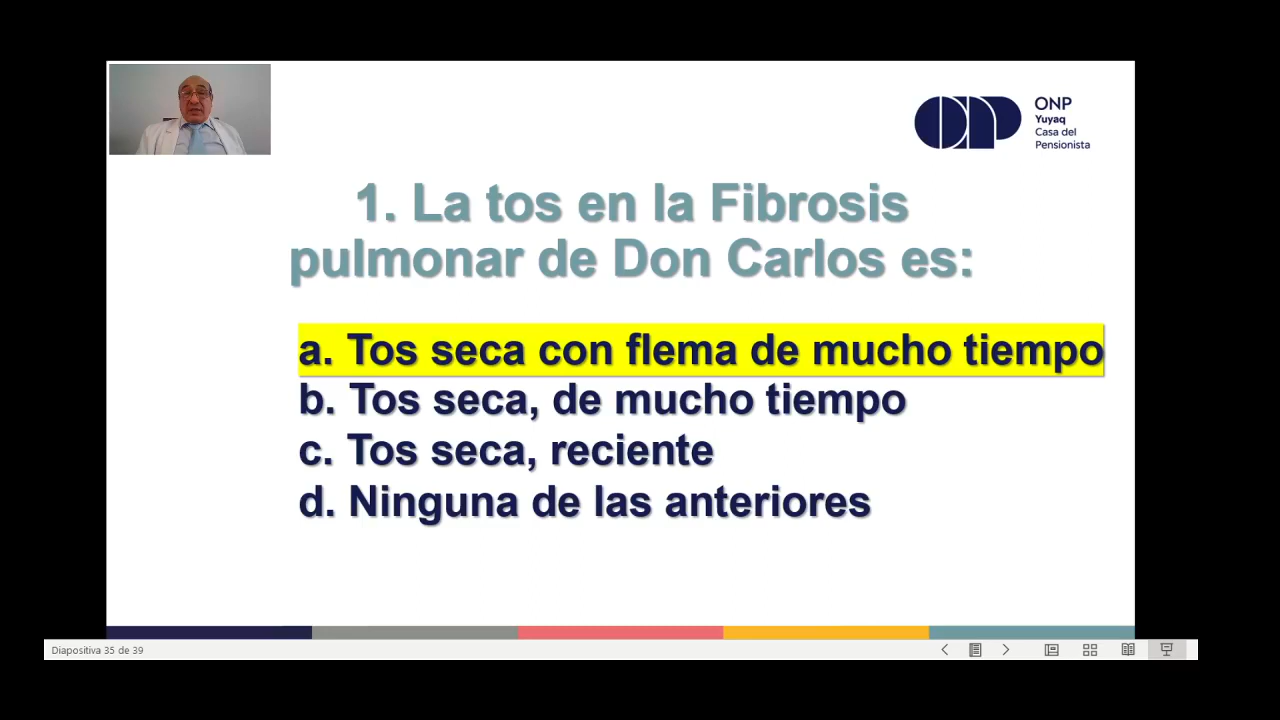 ONP
Yuyaq
Casa del
Pensionista
1. La tos en la Fibrosis
pulmonar de Don Carlos es:
a. Tos seca con flema de mucho tiempo
b. Tos seca, de mucho tiempo
c. Tos seca, reciente
d. Ninguna de las anteriores
Diapositiva 35 de 39